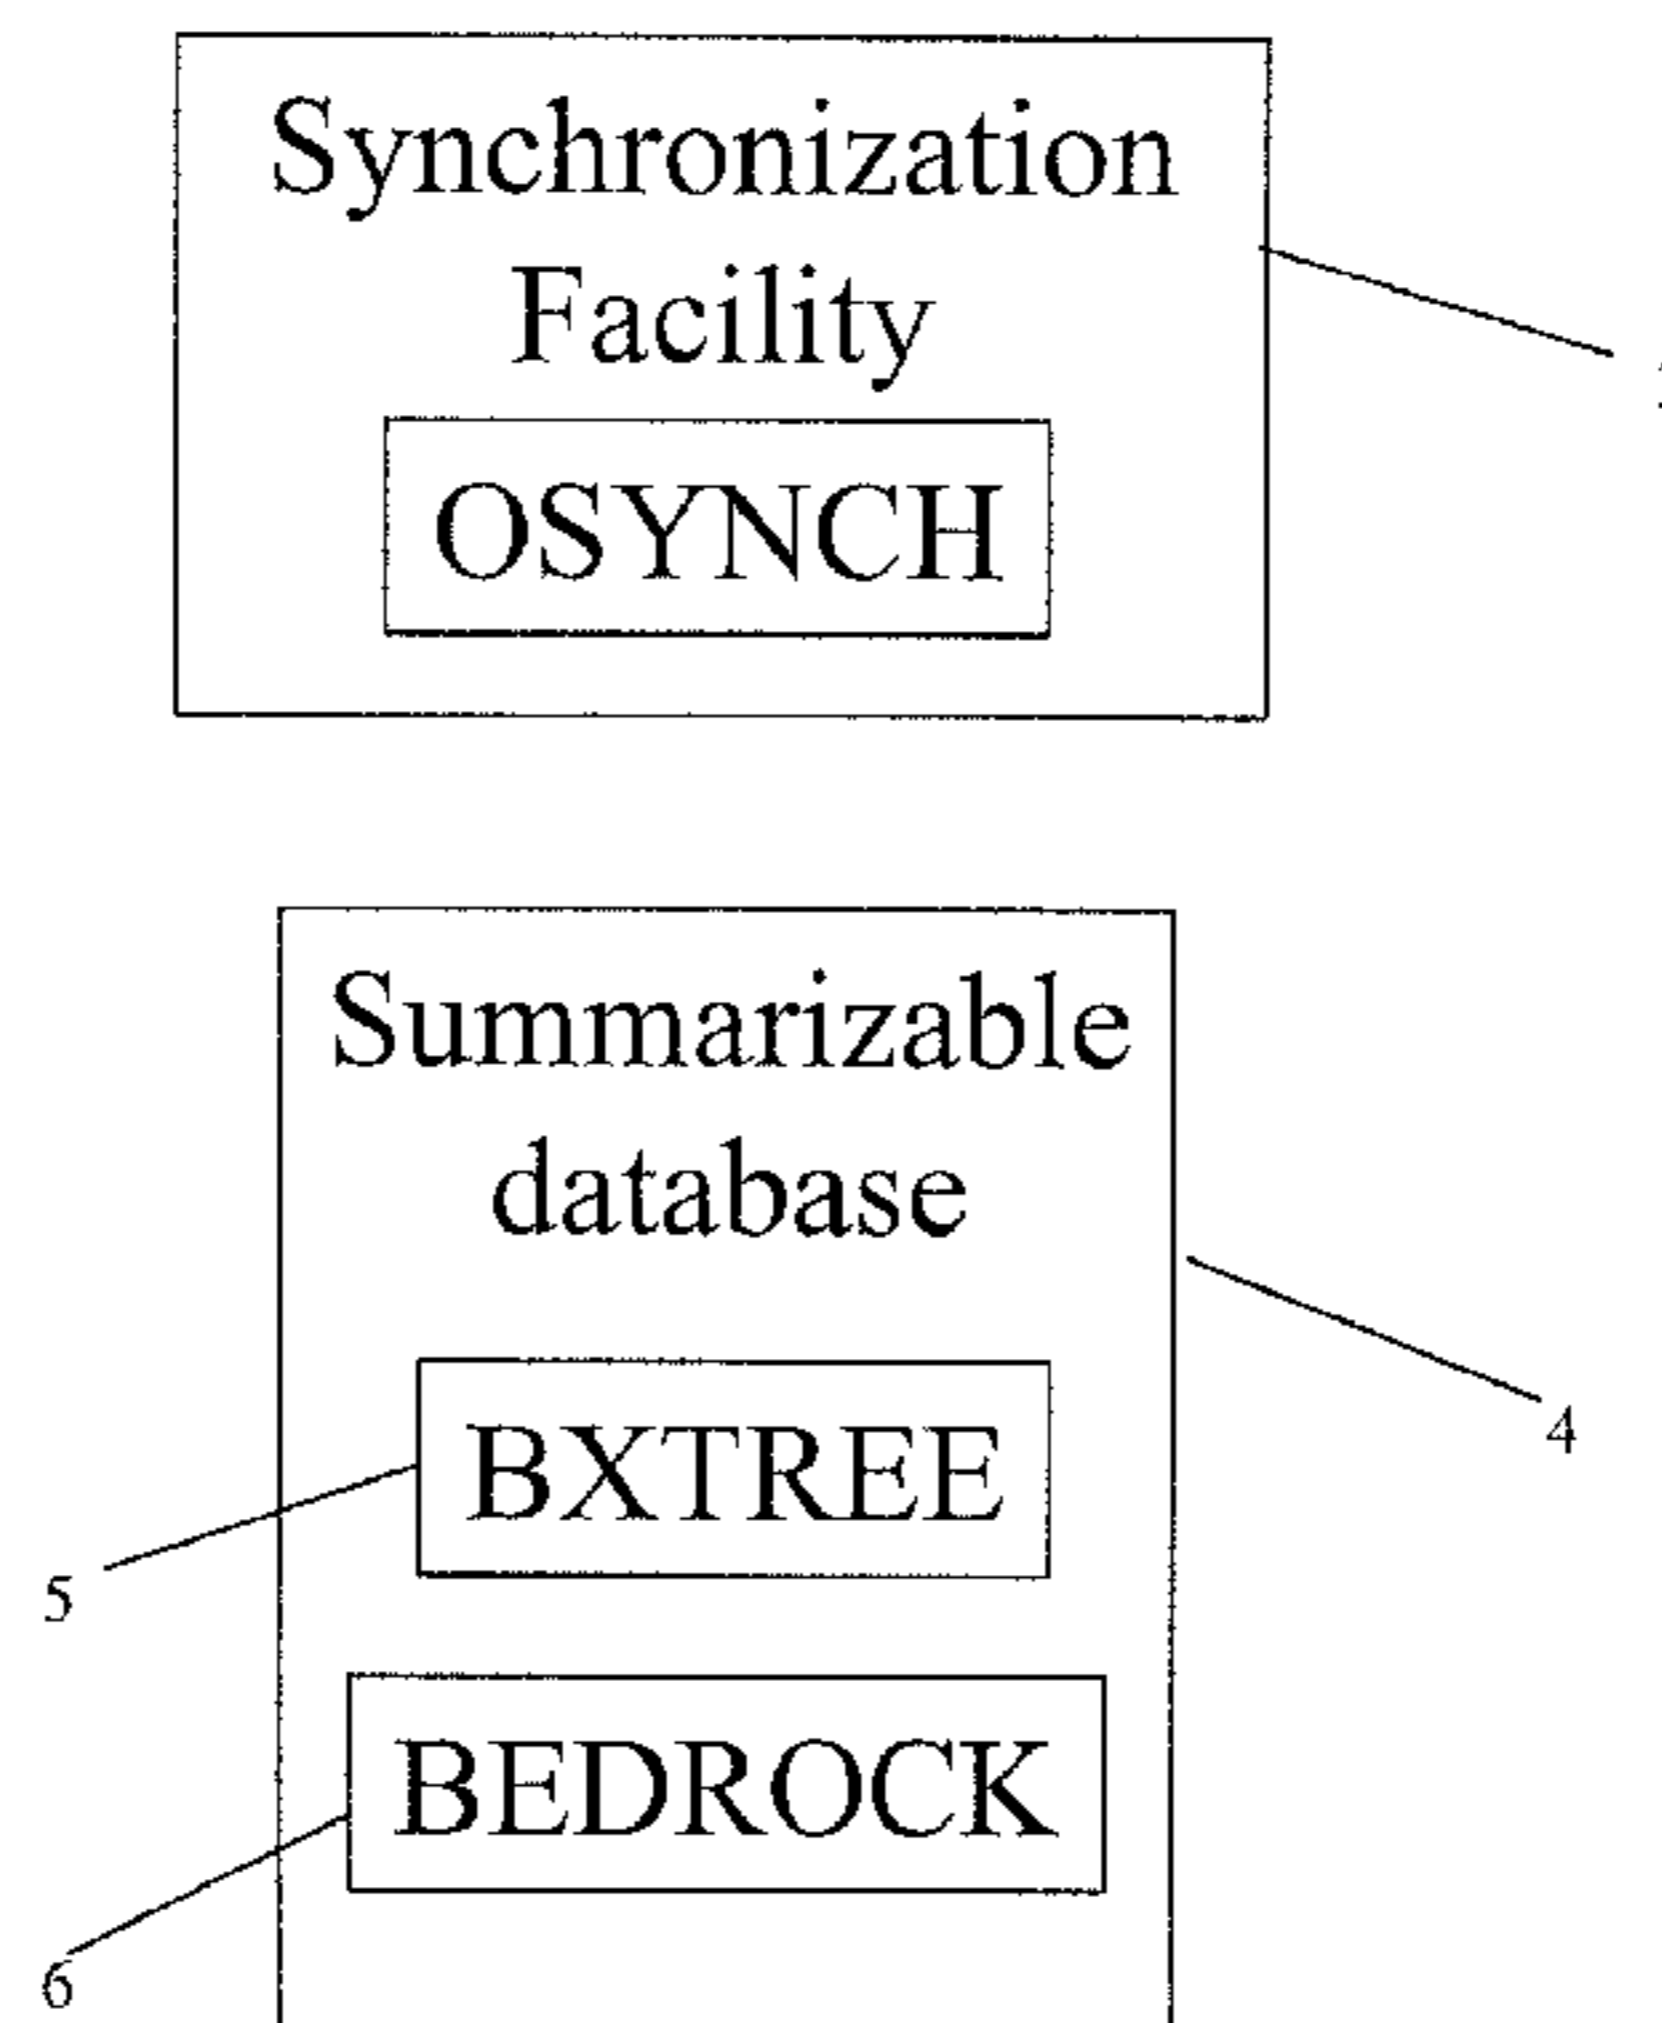 Synchronization
Facility
OSYNCH
Summarizable
database
4
BXTREE
5
BEDROCK
6